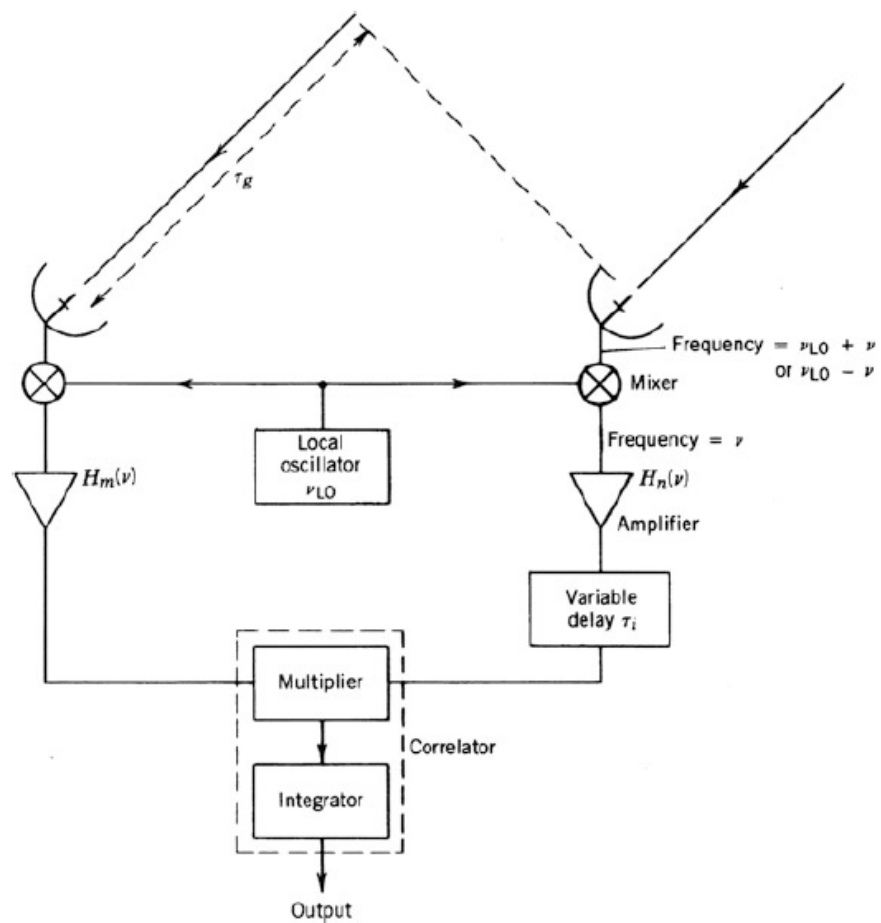 τg
Frequency = νLO + ν
or νLO − ν
Mixer
Local
oscillator
νLO
Frequency = ν
Hm(ν)
Hn(ν)
Amplifier
Variable
delay τi
Multiplier
Correlator
Integrator
Output